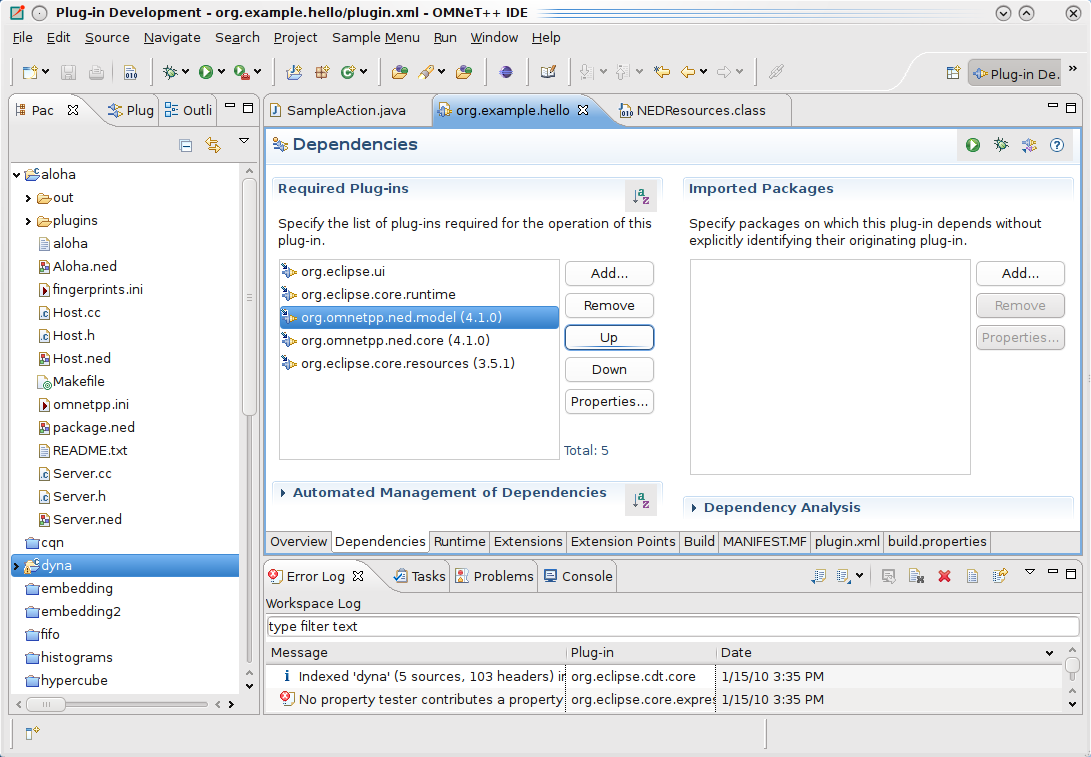 Plug-in Development - org.example.hello/plugin.xml - OMNeT++ IDE
File Edit Source Navigate Search Project Sample Menu Run Window Help
Plug-in De.
Pac Plug Outli
aloha
out
plugins
aloha
Aloha.ned
fingerprints.ini
Host.cc
Host.h
Host.ned
Makefile
omnetpp.ini
package.ned
README.txt
Server.cc
Server.h
Server.ned
cqn
dyna
embedding
embedding2
fifo
histograms
hypercube
SampleAction.java org.example.hello NEDResources.class
Dependencies
Required Plug-ins
Specify the list of plug-ins required for the operation of this
plug-in.
org.eclipse.ui
org.eclipse.core.runtime
org.omnetpp.ned.model (4.1.0)
org.omnetpp.ned.core (4.1.0)
org.eclipse.core.resources (3.5.1)
Add...
Remove
Up
Down
Properties...
Total: 5
Automated Management of Dependencies
Imported Packages
Specify packages on which this plug-in depends without
explicitly identifying their originating plug-in.
Add...
Remove
Properties...
Dependency Analysis
Overview Dependencies Runtime Extensions Extension Points Build MANIFEST.MF plugin.xml build.properties
Error Log Tasks Problems Console
Workspace Log
type filter text
Message Plug-in Date
Indexed 'dyna' (5 sources, 103 headers) in org.eclipse.cdt.core 1/15/10 3:35 PM
No property tester contributes a property org.eclipse.core.expres 1/15/10 3:35 PM